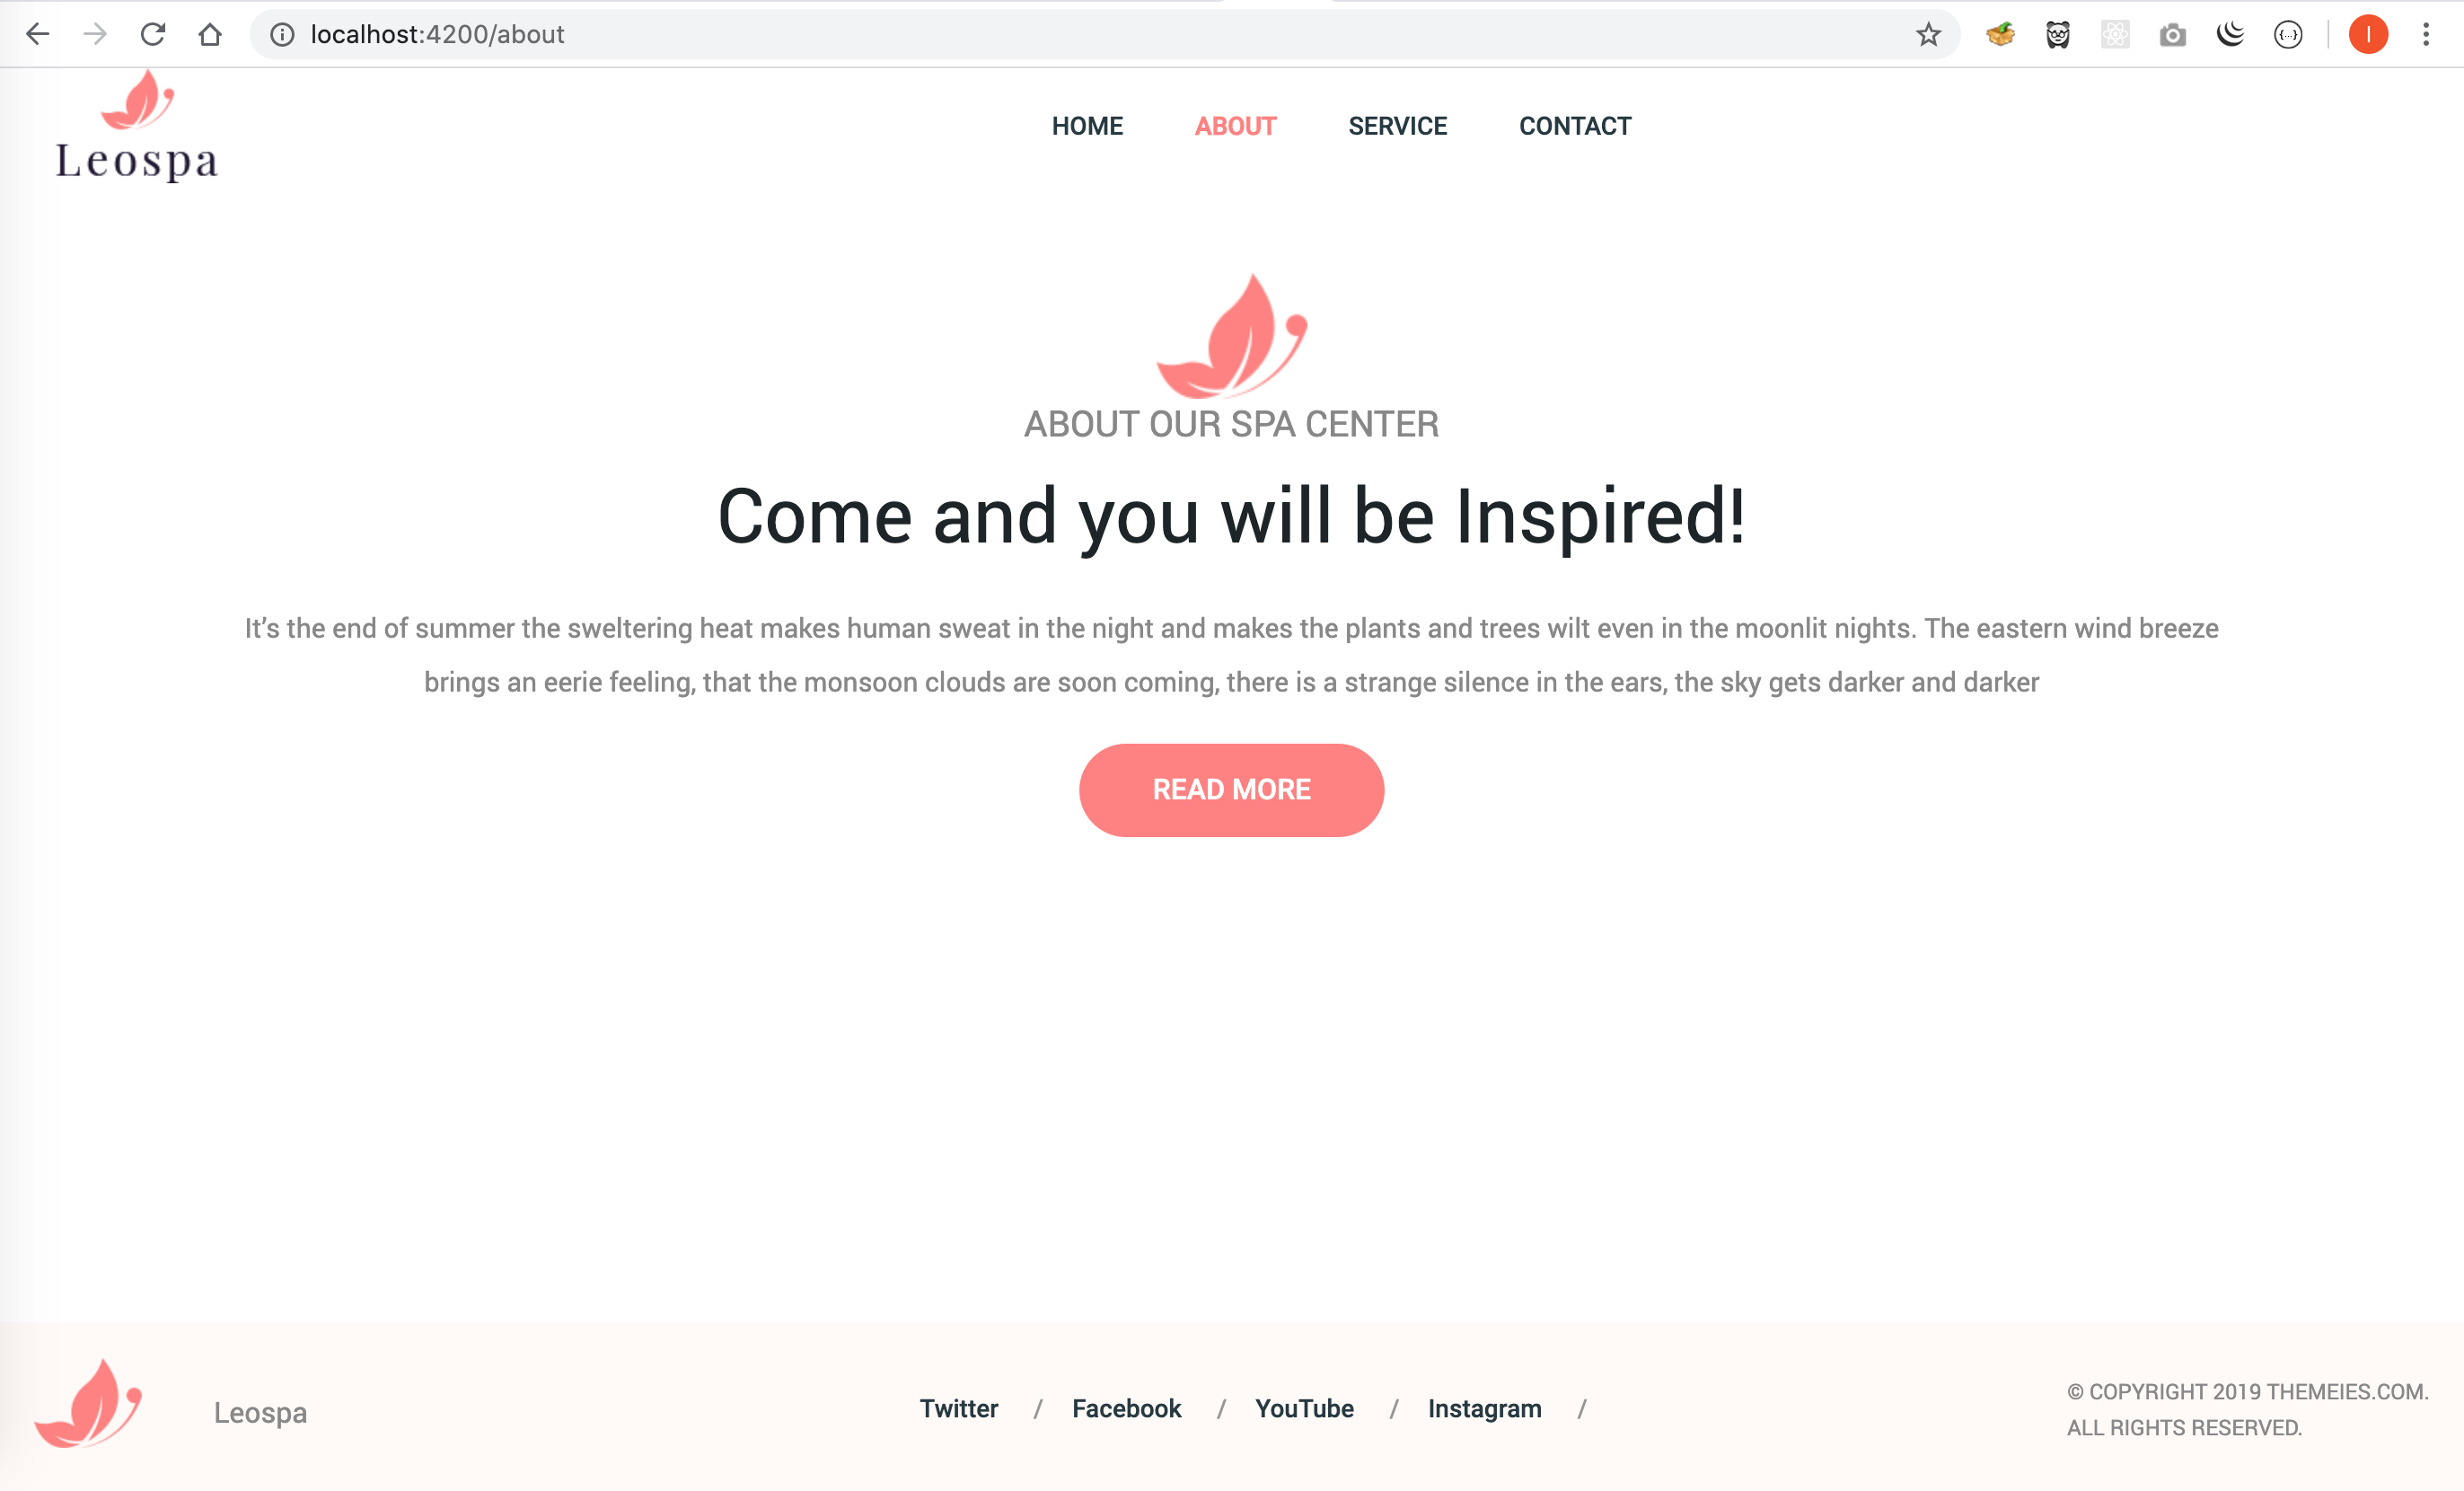 localhost:4200/about
I
Leospa
HOME ABOUT SERVICE CONTACT
ABOUT OUR SPA CENTER
Come and you will be Inspired!
It’s the end of summer the sweltering heat makes human sweat in the night and makes the plants and trees wilt even in the moonlit nights. The eastern wind breeze
brings an eerie feeling, that the monsoon clouds are soon coming, there is a strange silence in the ears, the sky gets darker and darker
READ MORE
Leospa
Twitter / Facebook / YouTube / Instagram /
© COPYRIGHT 2019 THEMEIES.COM.
ALL RIGHTS RESERVED.